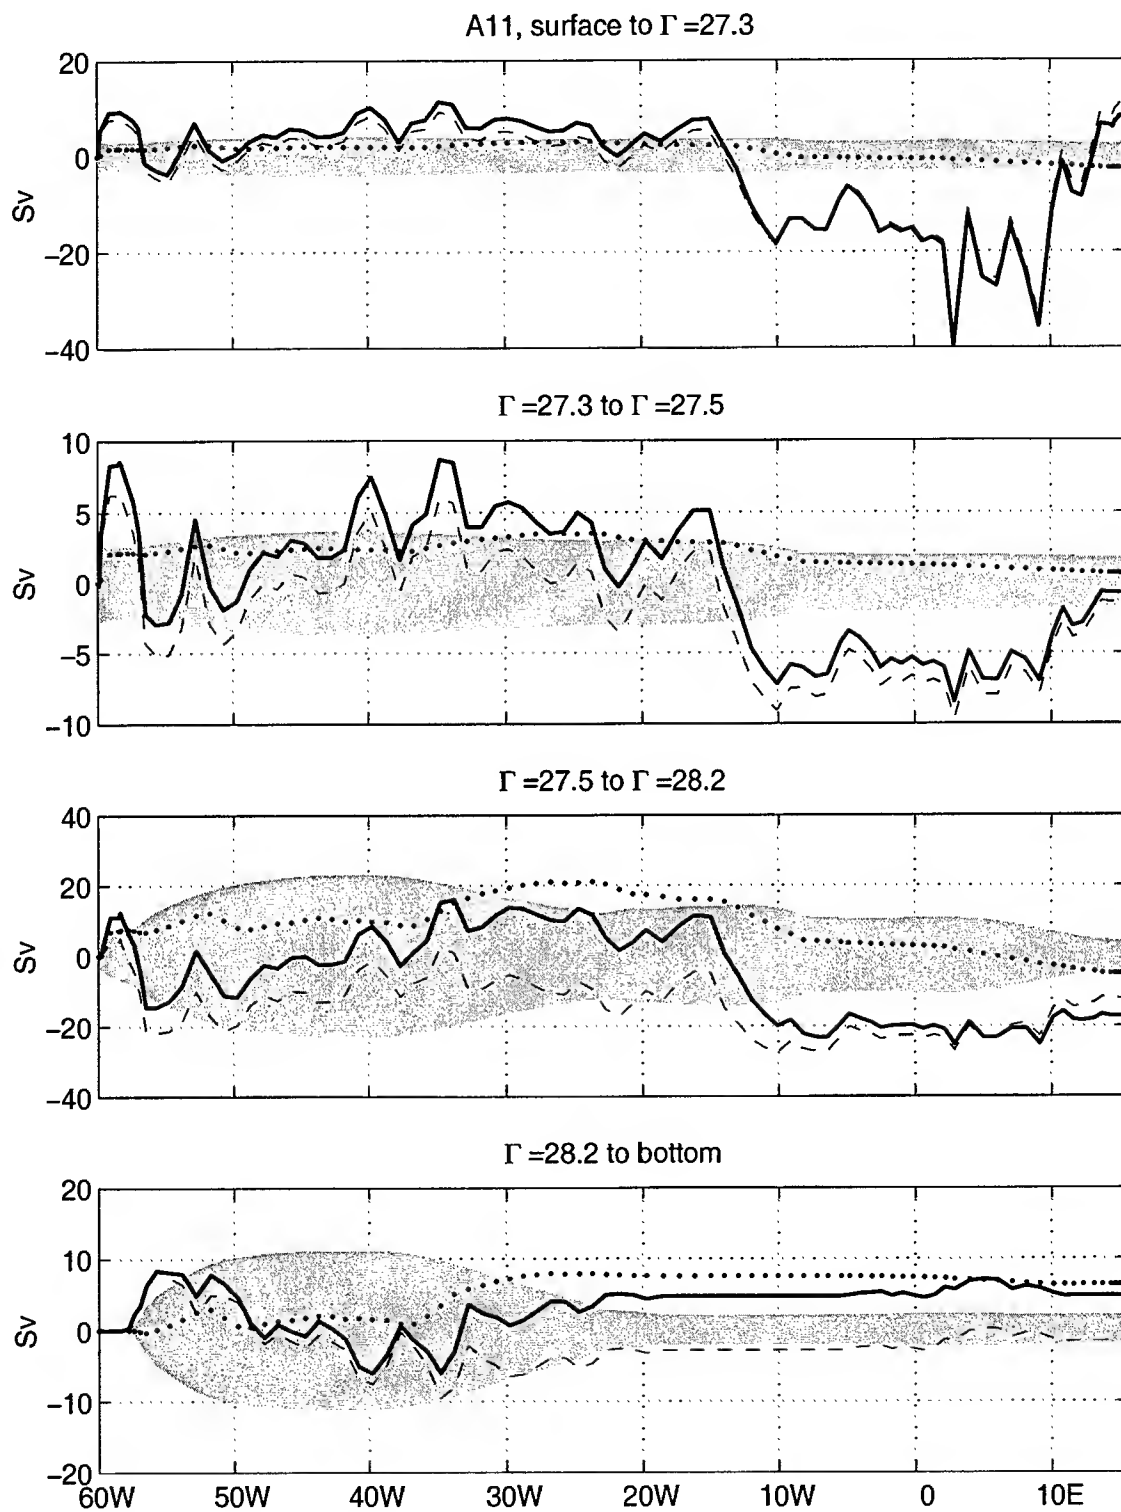 A11, surface to Γ =27.3
20
0
−20
−40
Sv
Γ =27.3 to Γ =27.5
10
5
0
−5
−10
Sv
Γ =27.5 to Γ =28.2
40
20
0
−20
−40
Sv
Γ =28.2 to bottom
20
10
0
−10
−20
Sv
60W 50W 40W 30W 20W 10W 0 10E